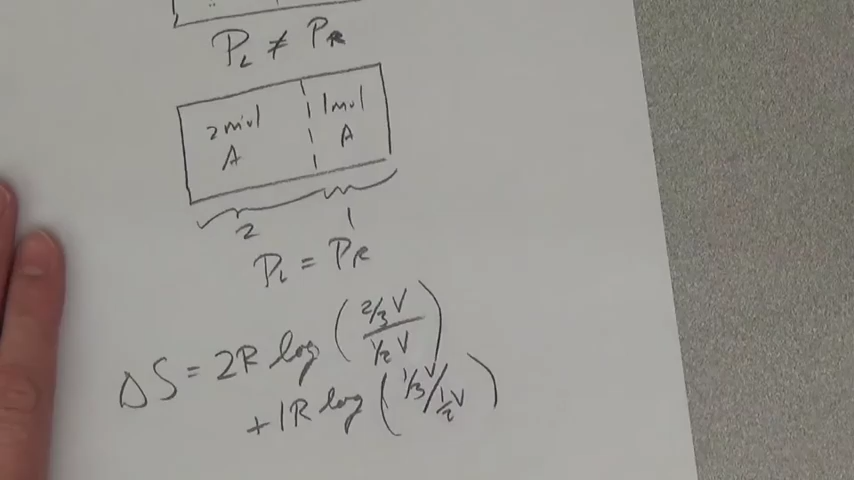 P_L ≠ P_R
2 mol 1 mol
A A
2 1
P_L = P_R
ΔS = 2R log (2/3 V / 1/2 V)
+ 1R log (1/3 V / 1/2 V)